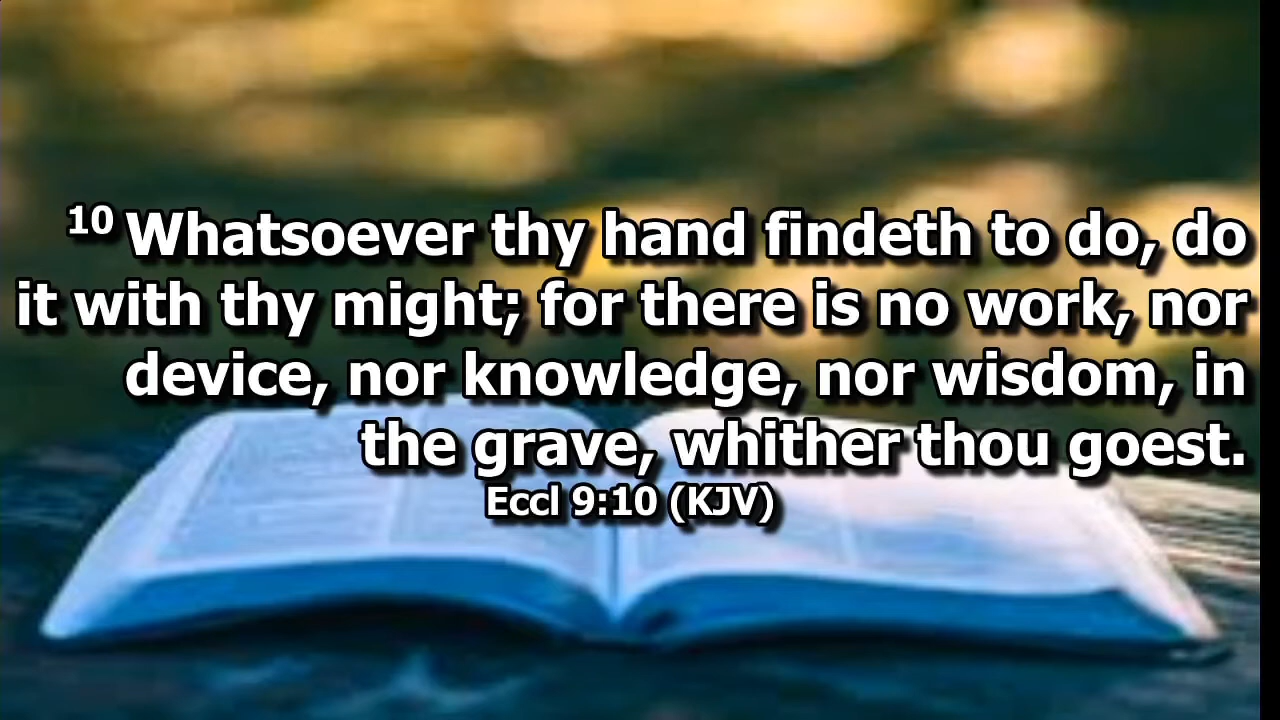 10 Whatsoever thy hand findeth to do, do
it with thy might; for there is no work, nor
device, nor knowledge, nor wisdom, in
the grave, whither thou goest.
Eccl 9:10 (KJV)